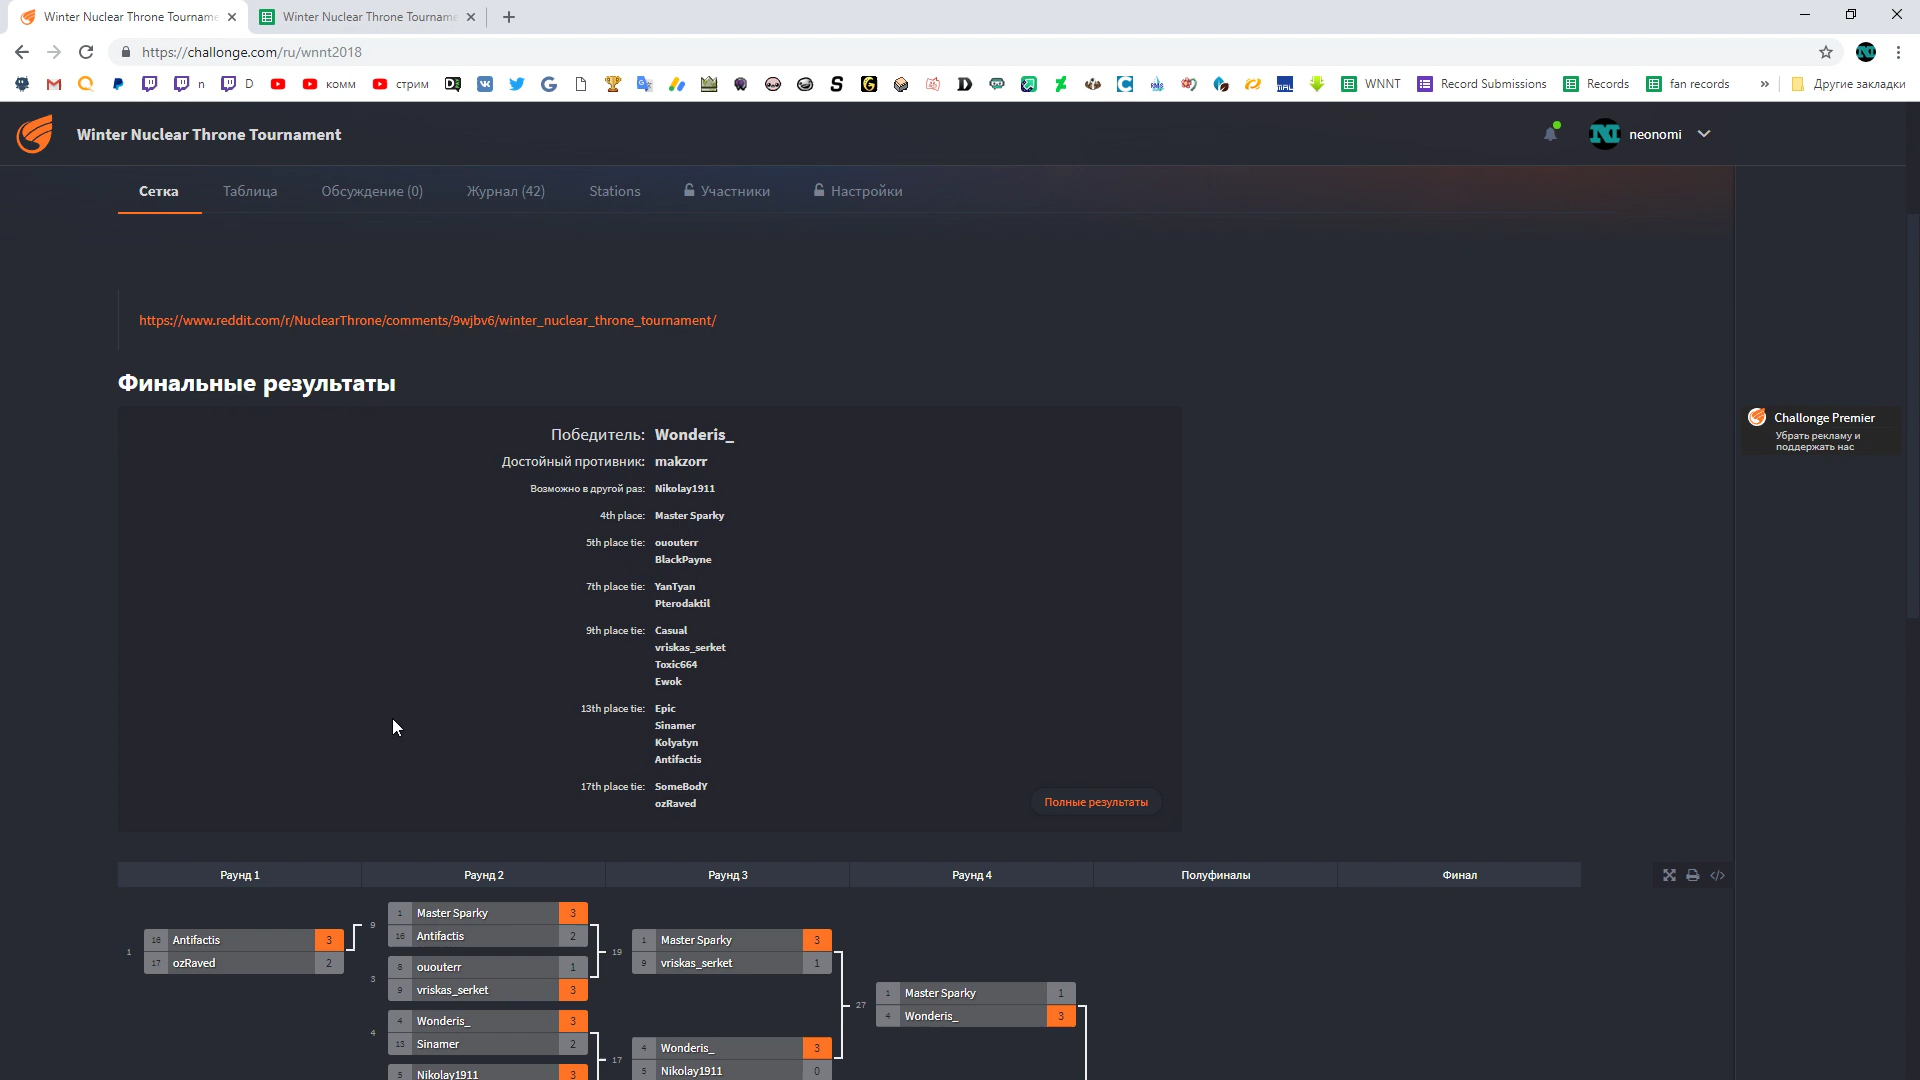 Winter Nuclear Throne Tourname
Winter Nuclear Throne Tourname
https://challonge.com/ru/wnnt2018
n
D
комм
стрим
WNNT
Record Submissions
Records
fan records
»
Другие закладки
Winter Nuclear Throne Tournament
neonomi
Сетка
Таблица
Обсуждение (0)
Журнал (42)
Stations
Участники
Настройки
https://www.reddit.com/r/NuclearThrone/comments/9wjbv6/winter_nuclear_throne_tournament/
Финальные результаты
Победитель: Wonderis_
Достойный противник: makzorr
Возможно в другой раз: Nikolay1911
4th place: Master Sparky
5th place tie: ououterr
BlackPayne
7th place tie: YanTyan
Pterodaktil
9th place tie: Casual
vriskas_serket
Toxic664
Ewok
13th place tie: Epic
Sinamer
Kolyatyn
Antifactis
17th place tie: SomeBodY
ozRaved
Полные результаты
Challonge Premier
Убрать рекламу и
поддержать нас
Раунд 1
Раунд 2
Раунд 3
Раунд 4
Полуфиналы
Финал
1
16 Antifactis 3
17 ozRaved 2
9
1 Master Sparky 3
16 Antifactis 2
3
8 ououterr 1
9 vriskas_serket 3
4
4 Wonderis_ 3
13 Sinamer 2
5 Nikolay1911 3
19
1 Master Sparky 3
9 vriskas_serket 1
17
4 Wonderis_ 3
5 Nikolay1911 0
27
1 Master Sparky 1
4 Wonderis_ 3